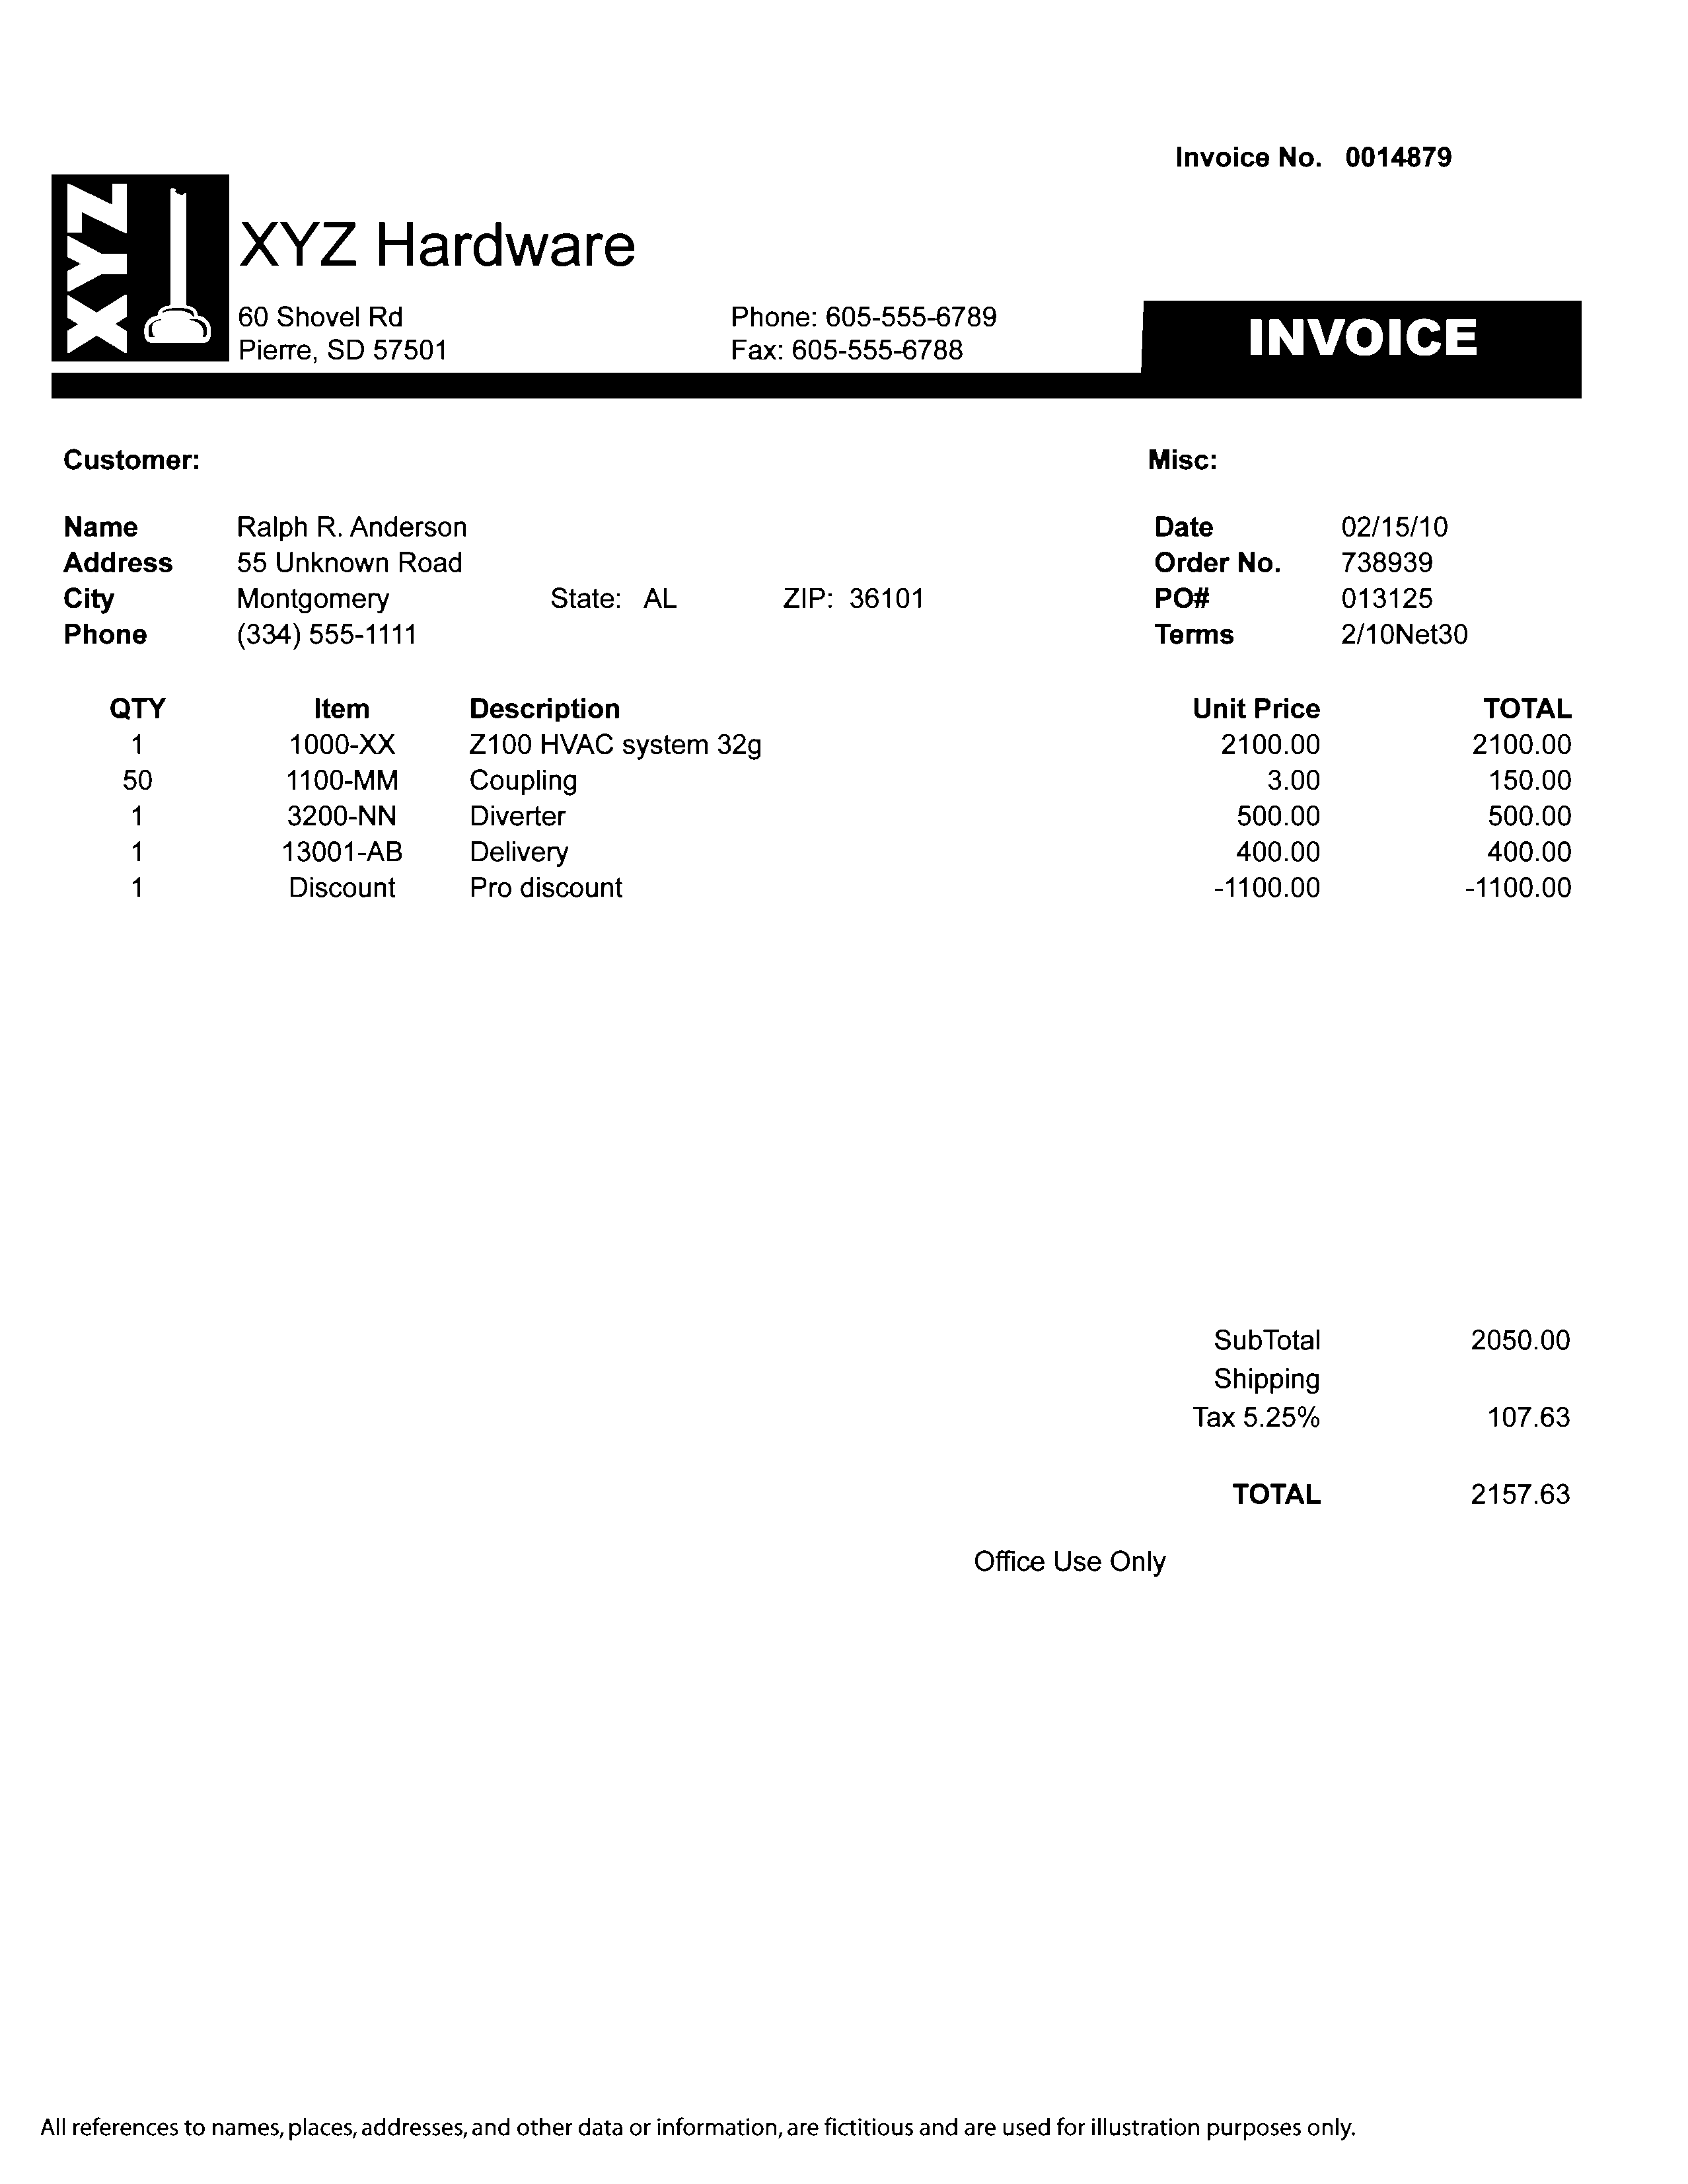 Invoice No. 0014879
XYZ
XYZ Hardware
60 Shovel Rd
Pierre, SD 57501
Phone: 605-555-6789
Fax: 605-555-6788
INVOICE
Customer:
Name Ralph R. Anderson
Address 55 Unknown Road
City Montgomery State: AL ZIP: 36101
Phone (334) 555-1111
Misc:
Date 02/15/10
Order No. 738939
PO# 013125
Terms 2/10Net30
QTY Item Description Unit Price TOTAL
1 1000-XX Z100 HVAC system 32g 2100.00 2100.00
50 1100-MM Coupling 3.00 150.00
1 3200-NN Diverter 500.00 500.00
1 13001-AB Delivery 400.00 400.00
1 Discount Pro discount -1100.00 -1100.00
SubTotal 2050.00
Shipping
Tax 5.25% 107.63
TOTAL 2157.63
Office Use Only
All references to names, places, addresses, and other data or information, are fictitious and are used for illustration purposes only.